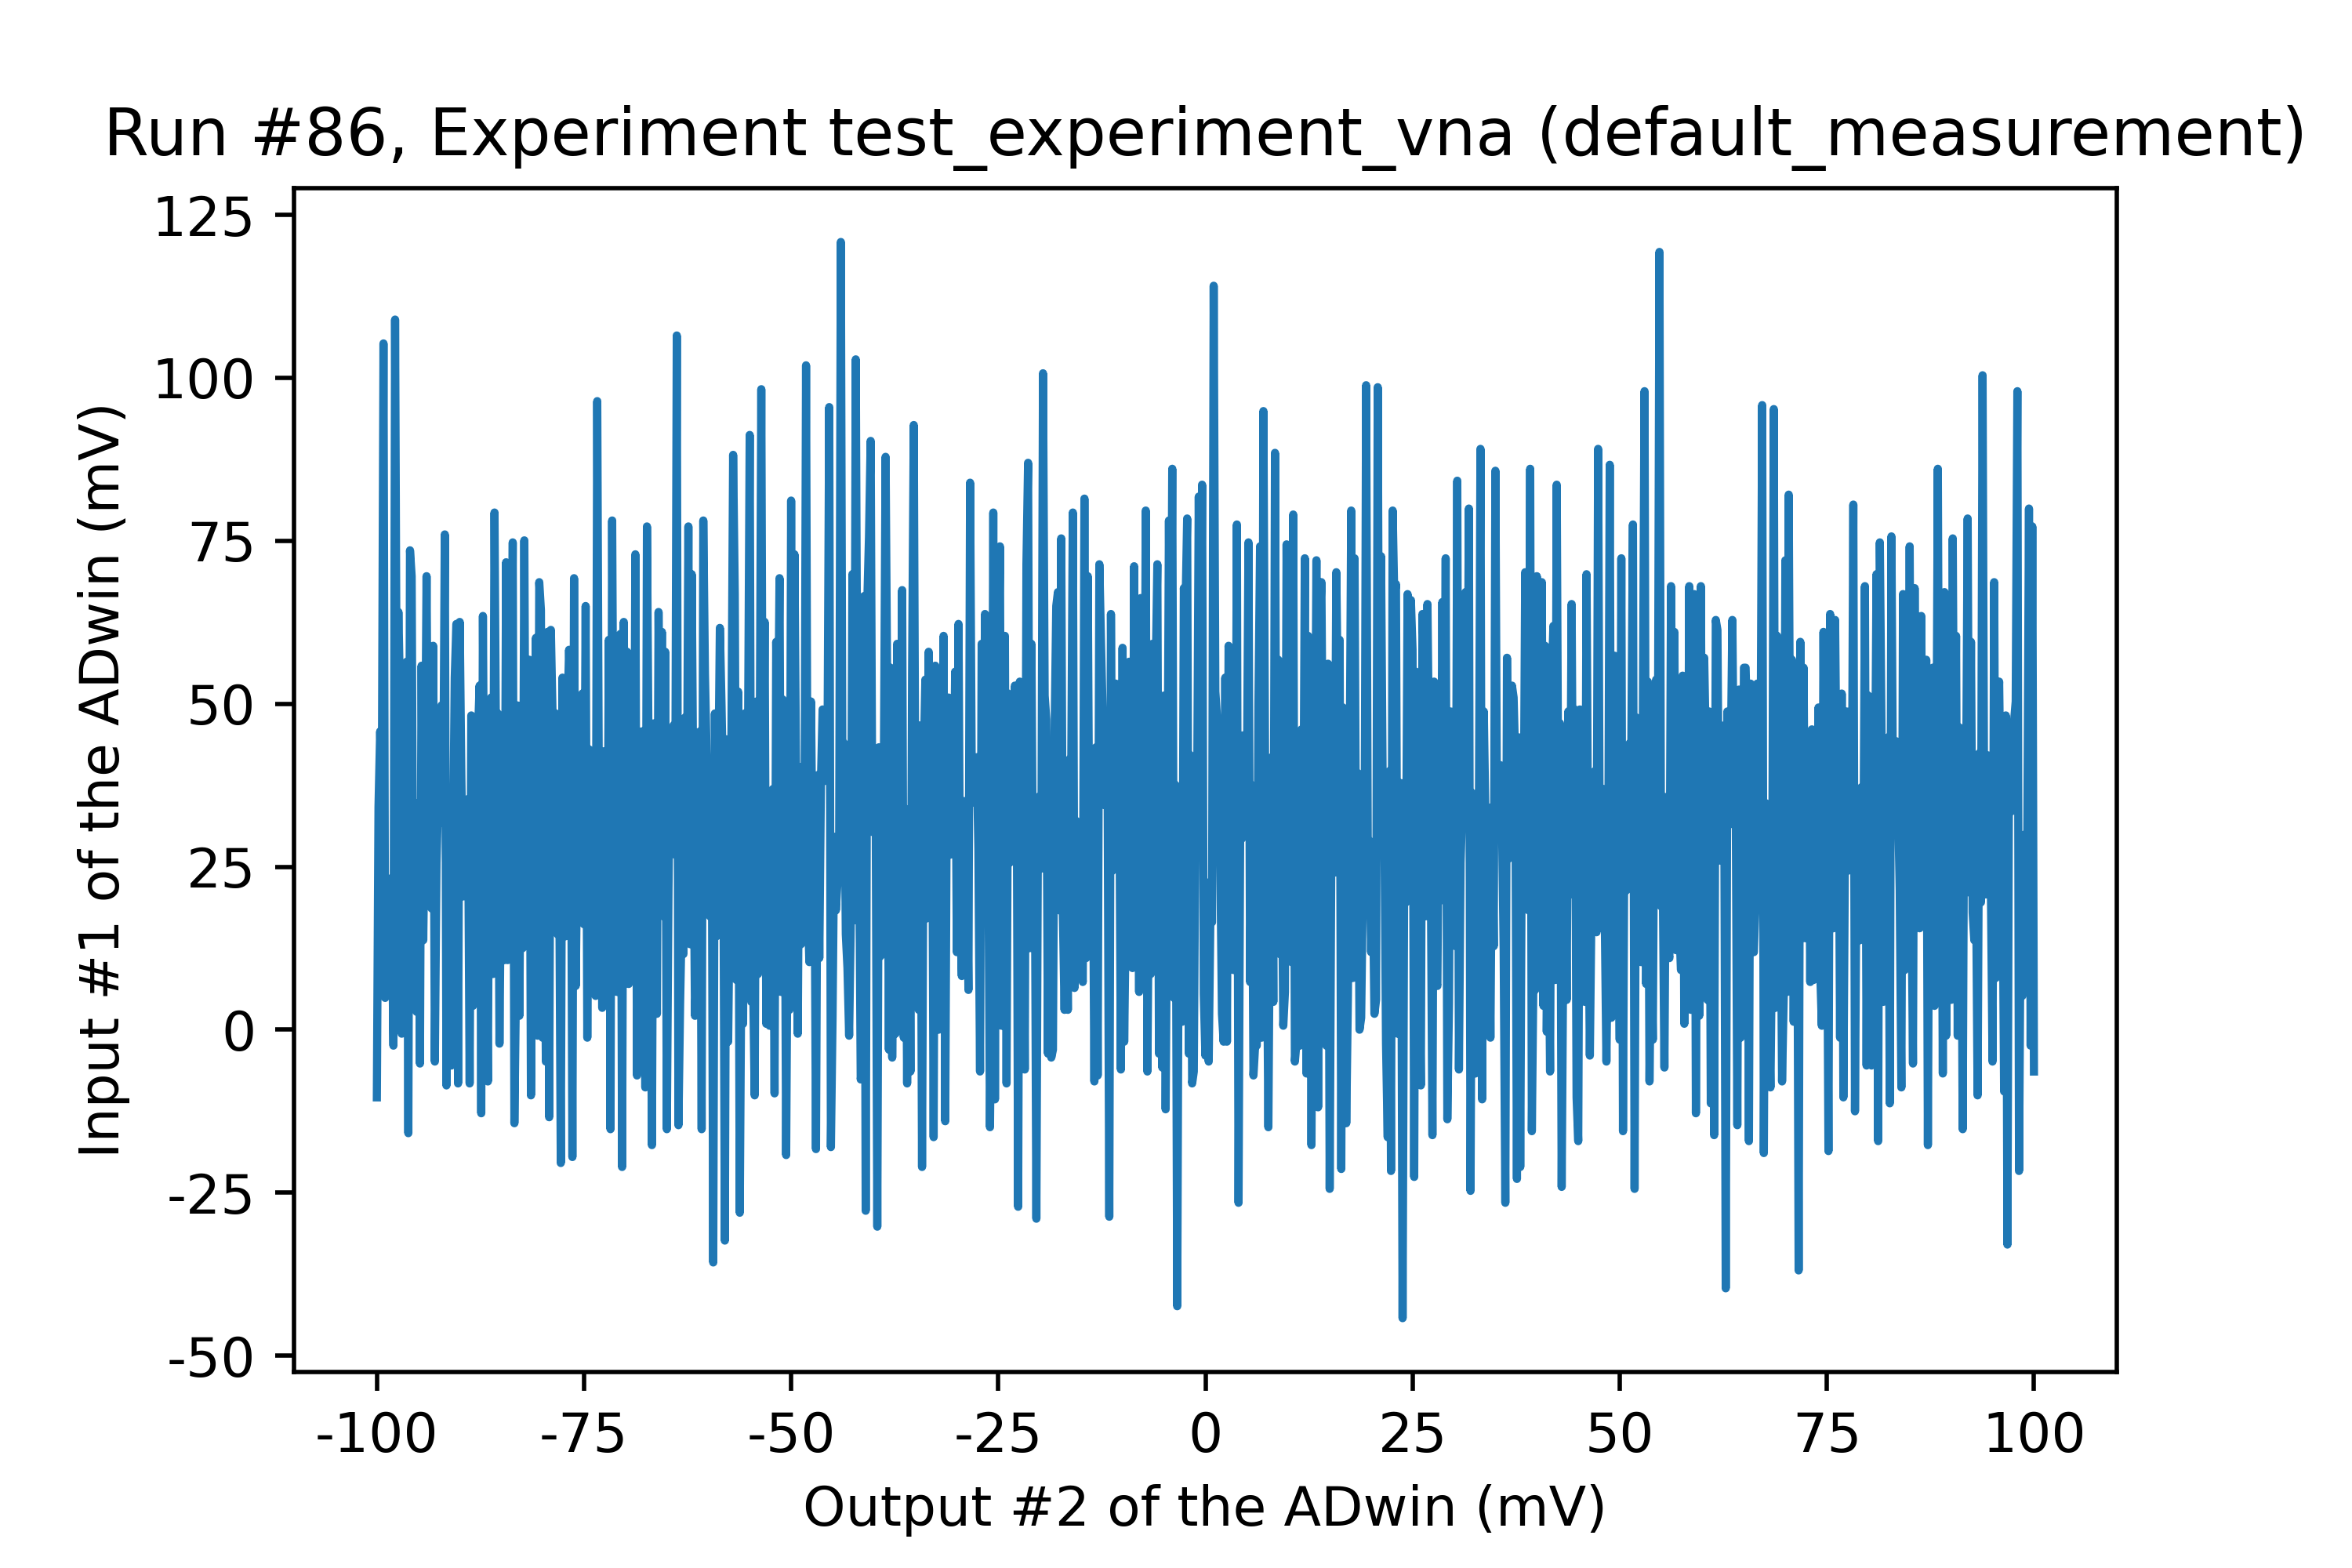 Run #86, Experiment test_experiment_vna (default_measurement)
125
100
75
50
25
0
-25
-50
Input #1 of the ADwin (mV)
-100 -75 -50 -25 0 25 50 75 100
Output #2 of the ADwin (mV)